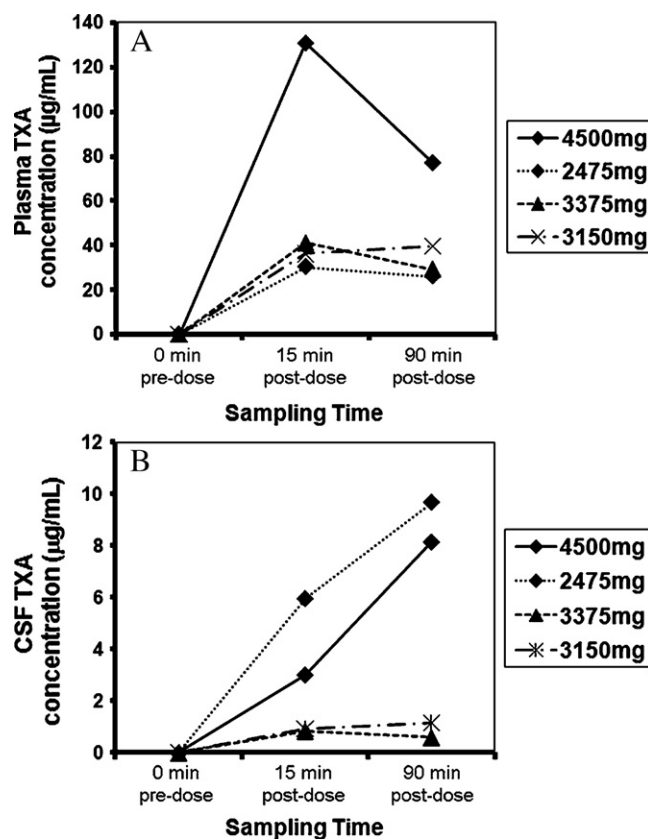 A
Plasma TXA
concentration (µg/mL)
140
120
100
80
60
40
20
0
0 min
pre-dose
15 min
post-dose
90 min
post-dose
Sampling Time
4500mg
2475mg
3375mg
3150mg
B
CSF TXA
concentration (µg/mL)
12
10
8
6
4
2
0
0 min
pre-dose
15 min
post-dose
90 min
post-dose
Sampling Time
4500mg
2475mg
3375mg
3150mg